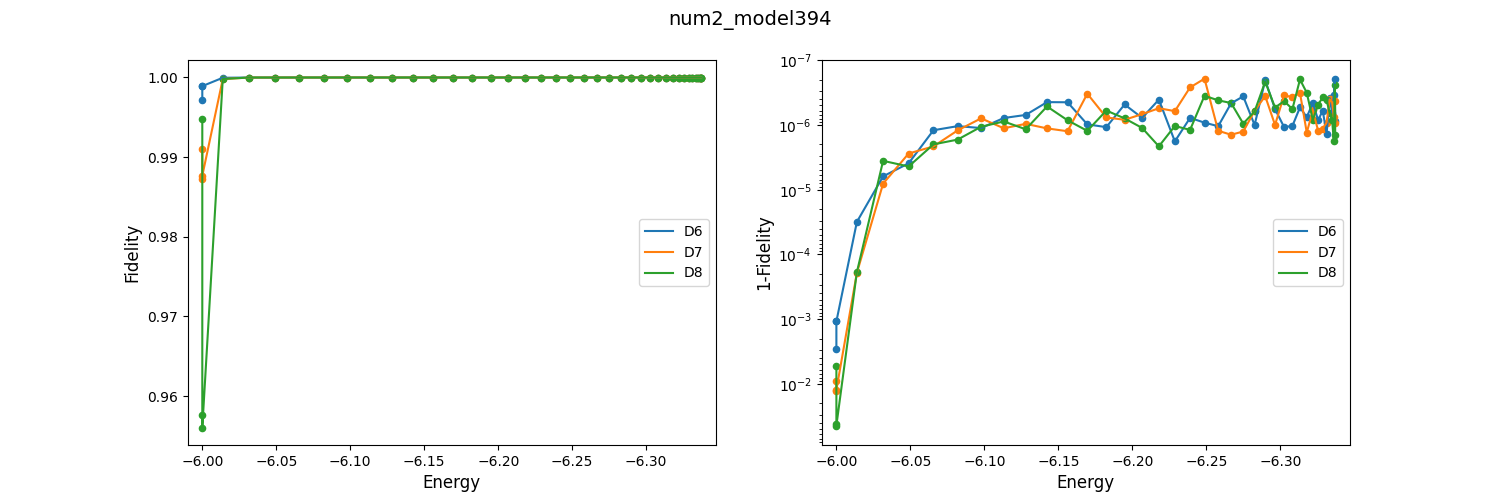 num2_model394
1.00
0.99
0.98
0.97
0.96
Fidelity
−6.00 −6.05 −6.10 −6.15 −6.20 −6.25 −6.30
Energy
D6
D7
D8
10⁻⁷
10⁻⁶
10⁻⁵
10⁻⁴
10⁻³
10⁻²
1-Fidelity
−6.00 −6.05 −6.10 −6.15 −6.20 −6.25 −6.30
Energy
D6
D7
D8